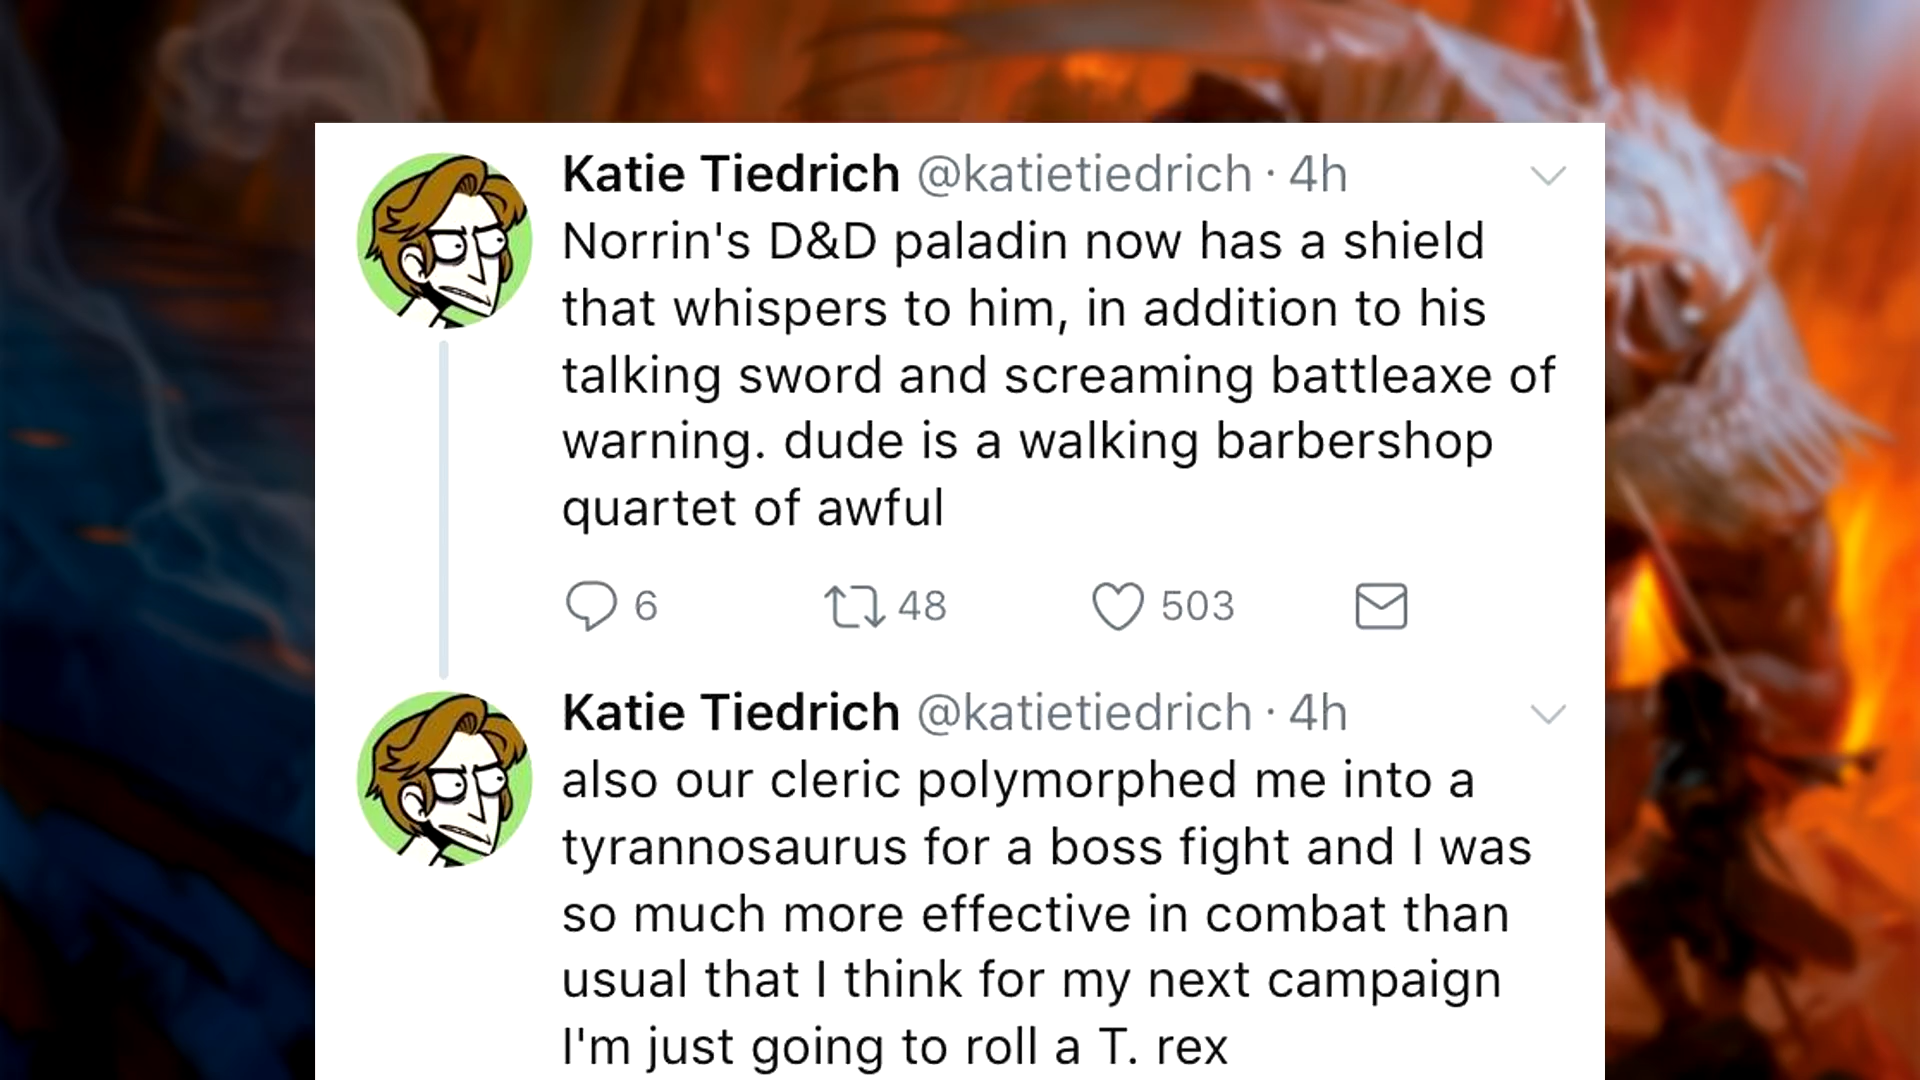 Katie Tiedrich @katietiedrich · 4h
Norrin's D&D paladin now has a shield
that whispers to him, in addition to his
talking sword and screaming battleaxe of
warning. dude is a walking barbershop
quartet of awful
6 48 503
Katie Tiedrich @katietiedrich · 4h
also our cleric polymorphed me into a
tyrannosaurus for a boss fight and I was
so much more effective in combat than
usual that I think for my next campaign
I'm just going to roll a T. rex